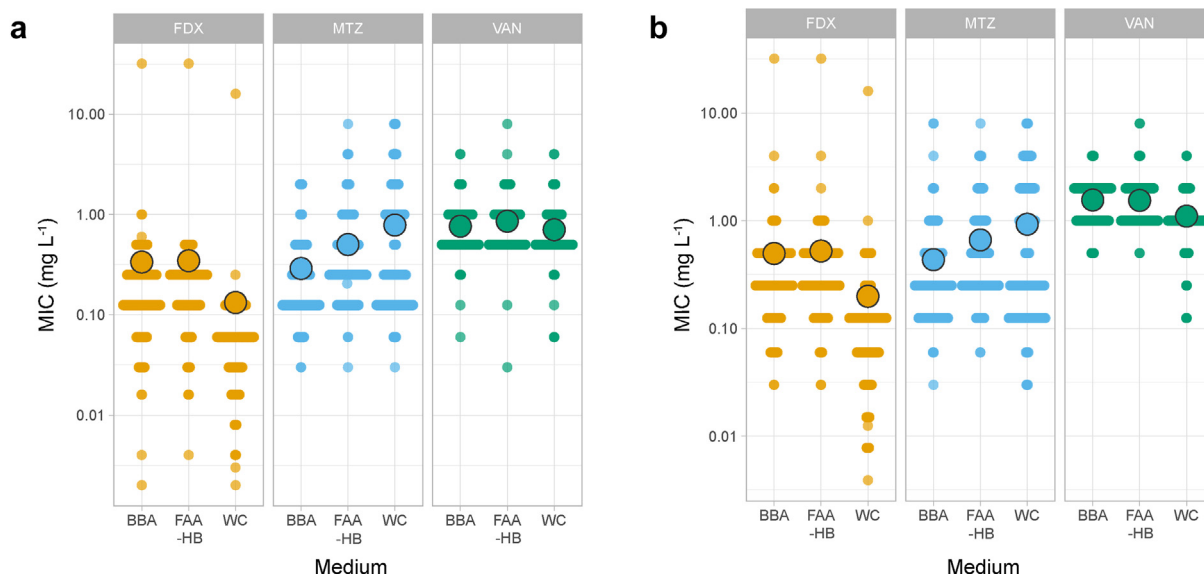 a
FDX MTZ VAN
MIC (mg L-1)
10.00
1.00
0.10
0.01
BBA FAA-HB WC BBA FAA-HB WC BBA FAA-HB WC
Medium
b
FDX MTZ VAN
MIC (mg L-1)
10.00
1.00
0.10
0.01
BBA FAA-HB WC BBA FAA-HB WC BBA FAA-HB WC
Medium